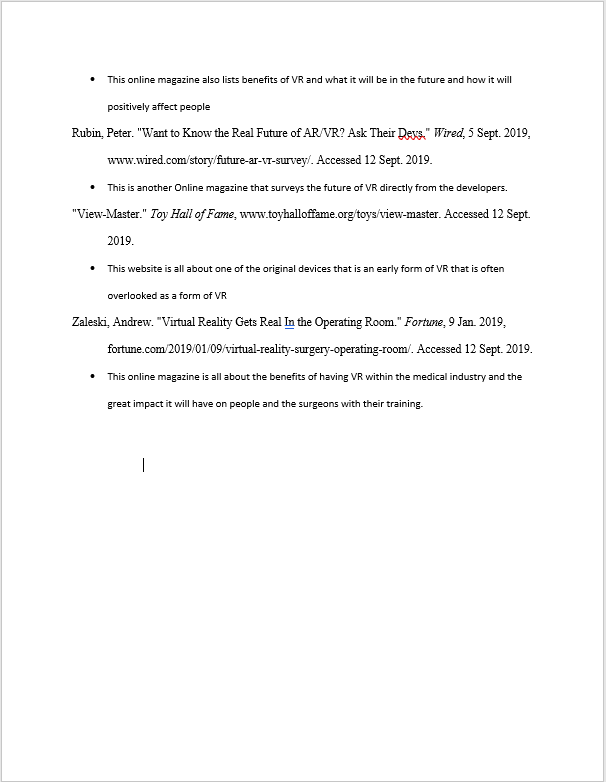 • This online magazine also lists benefits of VR and what it will be in the future and how it will
positively affect people
Rubin, Peter. "Want to Know the Real Future of AR/VR? Ask Their Devs." Wired, 5 Sept. 2019,
www.wired.com/story/future-ar-vr-survey/. Accessed 12 Sept. 2019.
• This is another Online magazine that surveys the future of VR directly from the developers.
"View-Master." Toy Hall of Fame, www.toyhalloffame.org/toys/view-master. Accessed 12 Sept.
2019.
• This website is all about one of the original devices that is an early form of VR that is often
overlooked as a form of VR
Zaleski, Andrew. "Virtual Reality Gets Real In the Operating Room." Fortune, 9 Jan. 2019,
fortune.com/2019/01/09/virtual-reality-surgery-operating-room/. Accessed 12 Sept. 2019.
• This online magazine is all about the benefits of having VR within the medical industry and the
great impact it will have on people and the surgeons with their training.